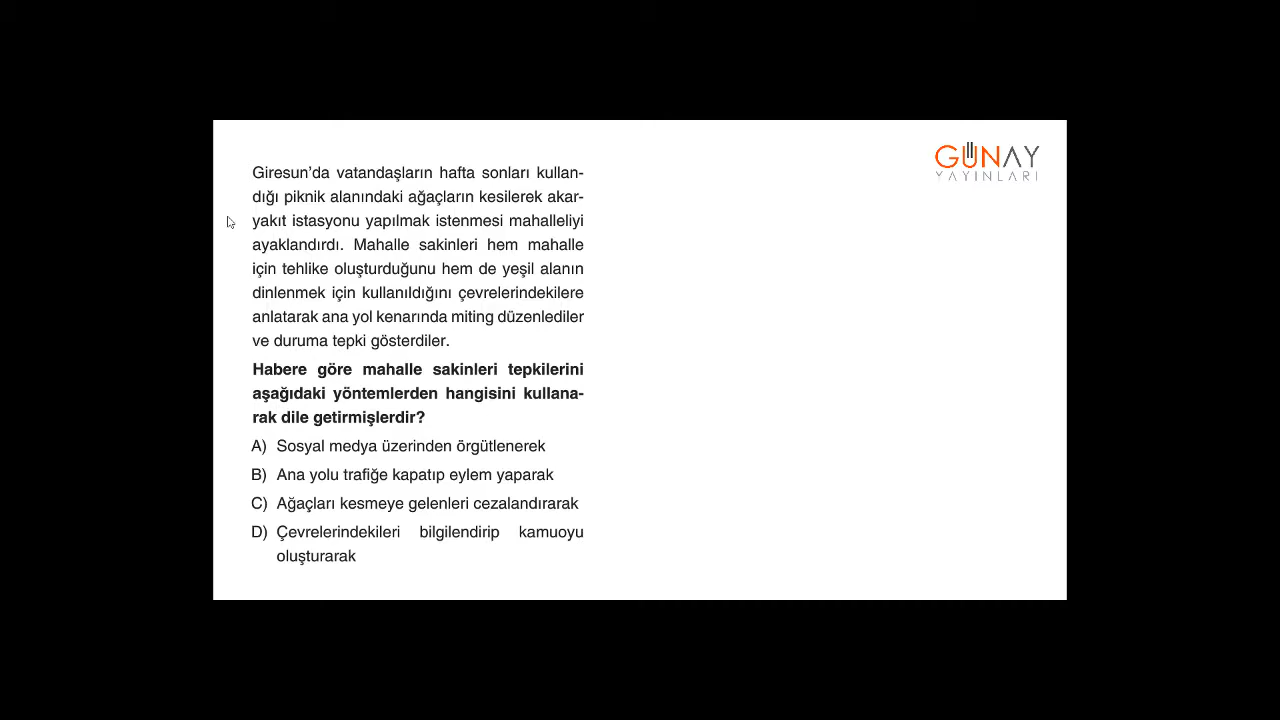 GÜNAY
YAYINLARI
Giresun'da vatandaşların hafta sonları kullan-
dığı piknik alanındaki ağaçların kesilerek akar-
yakıt istasyonu yapılmak istenmesi mahalleliyi
ayaklandırdı. Mahalle sakinleri hem mahalle
için tehlike oluşturduğunu hem de yeşil alanın
dinlenmek için kullanıldığını çevrelerindekilere
anlatarak ana yol kenarında miting düzenlediler
ve duruma tepki gösterdiler.
Habere göre mahalle sakinleri tepkilerini
aşağıdaki yöntemlerden hangisini kullana-
rak dile getirmişlerdir?
A) Sosyal medya üzerinden örgütlenerek
B) Ana yolu trafiğe kapatıp eylem yaparak
C) Ağaçları kesmeye gelenleri cezalandırarak
D) Çevrelerindekileri bilgilendirip kamuoyu
oluşturarak